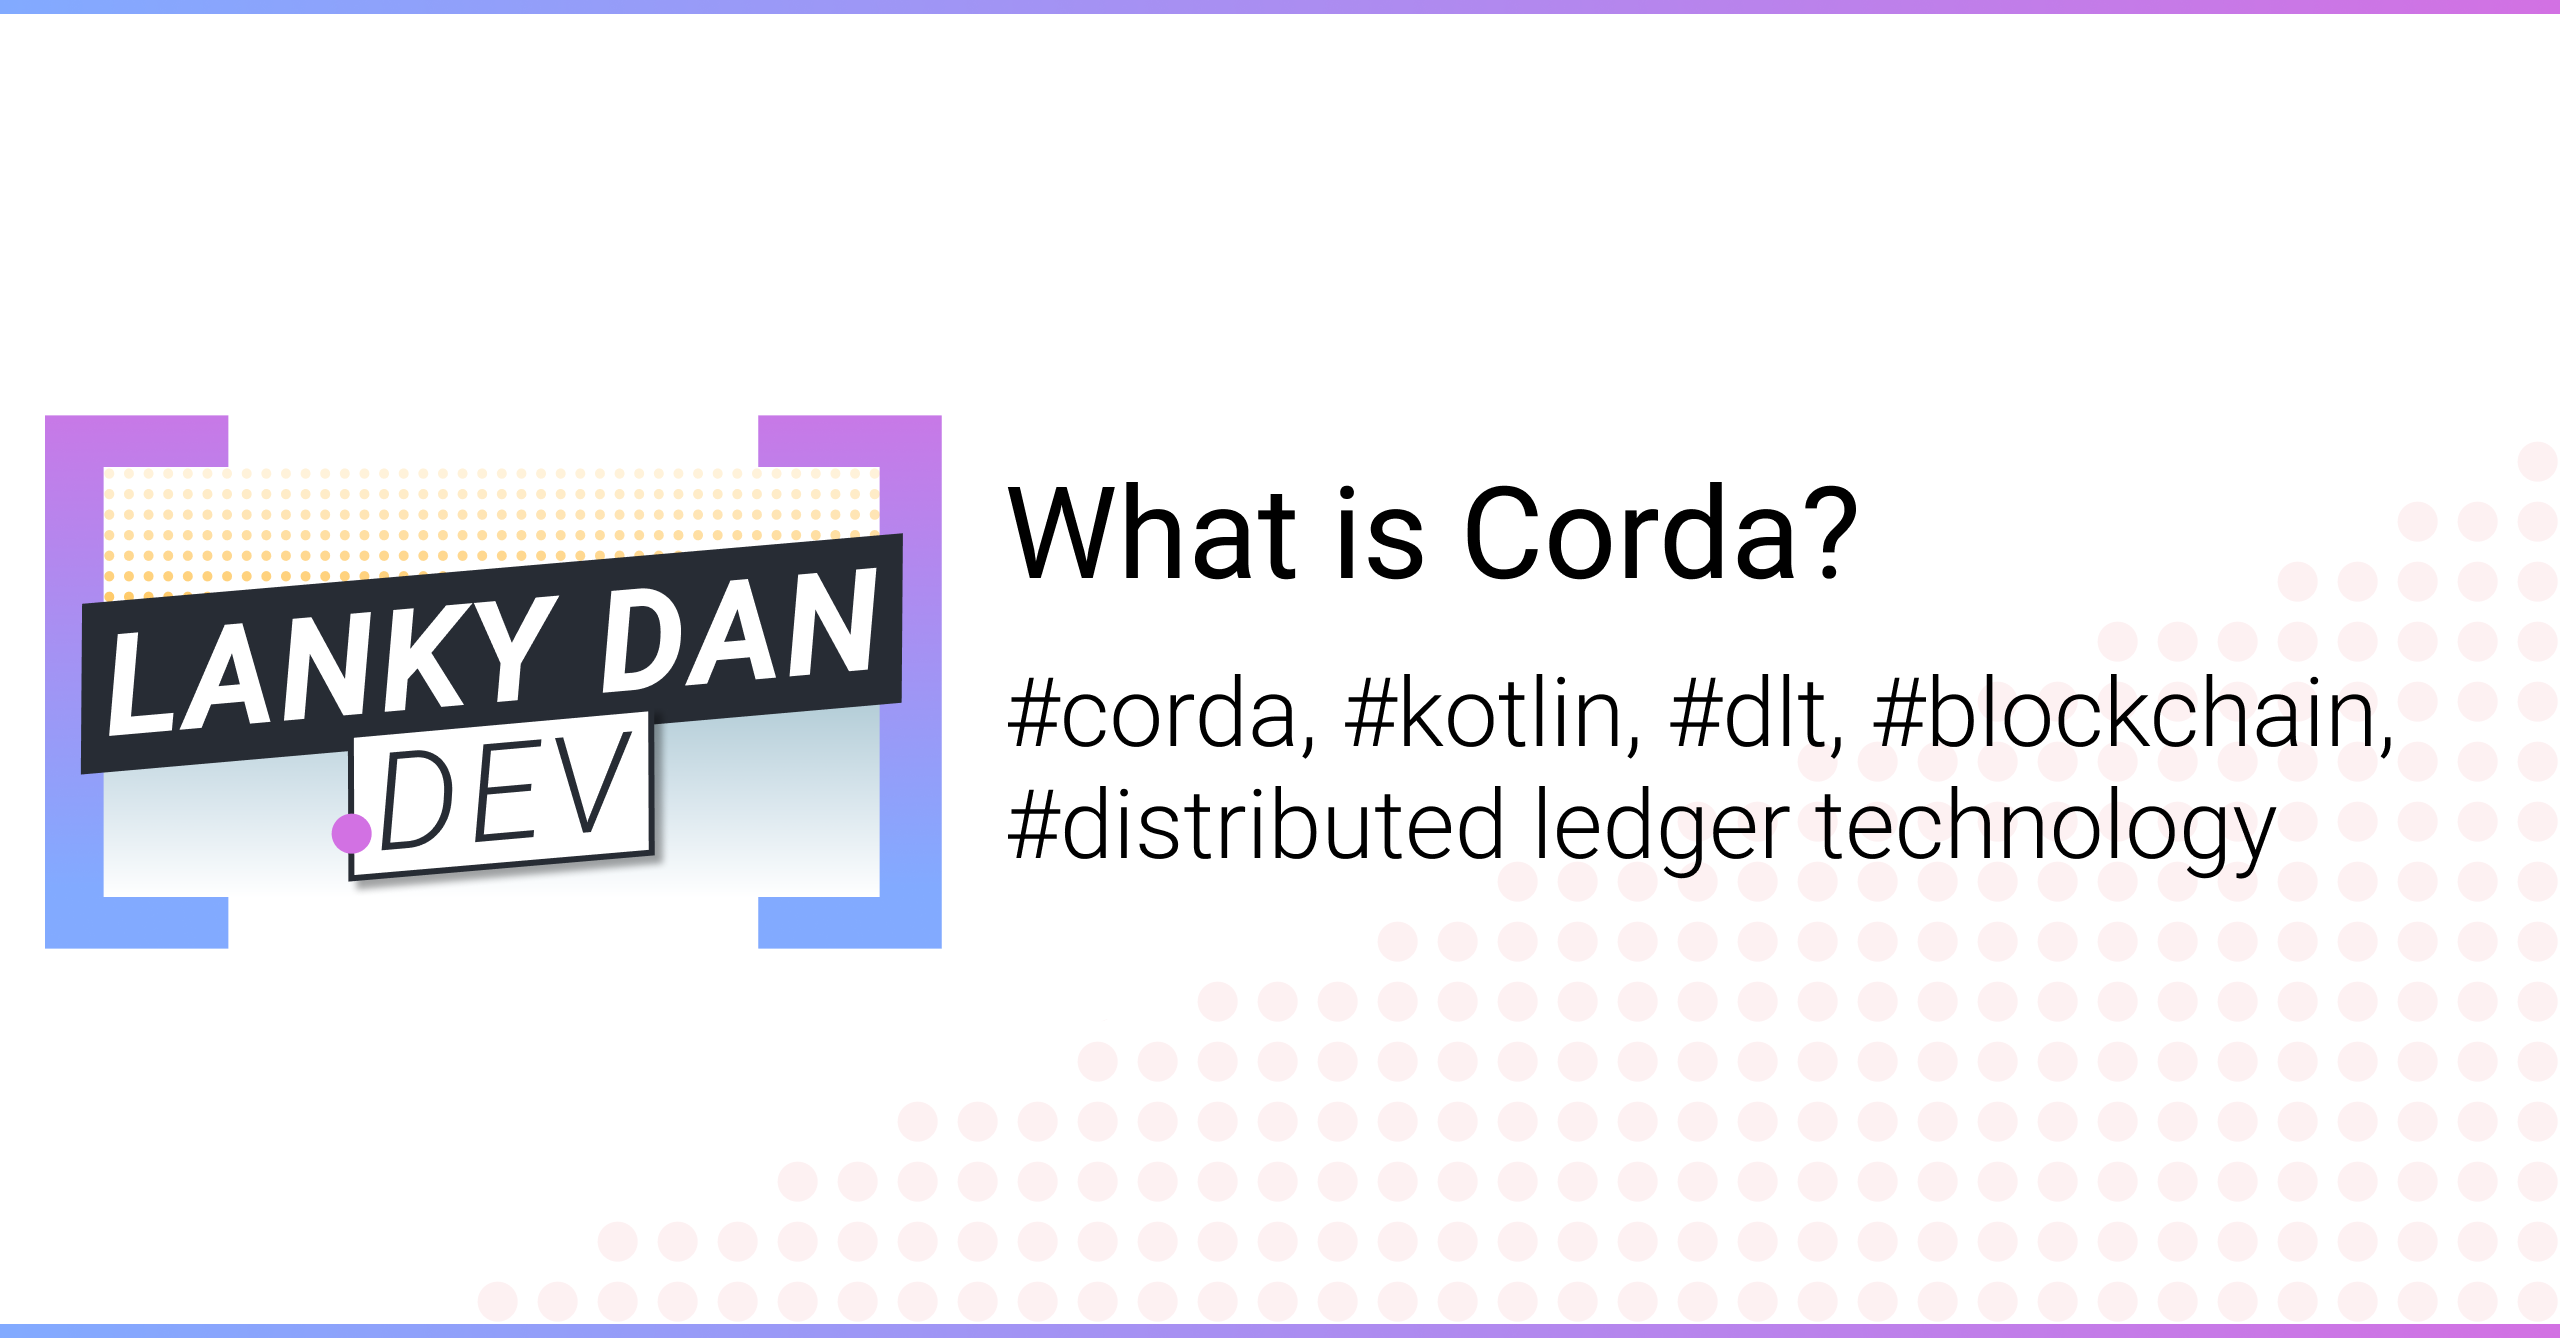 LANKY DAN
.DEV
What is Corda?
#corda, #kotlin, #dlt, #blockchain,
#distributed ledger technology